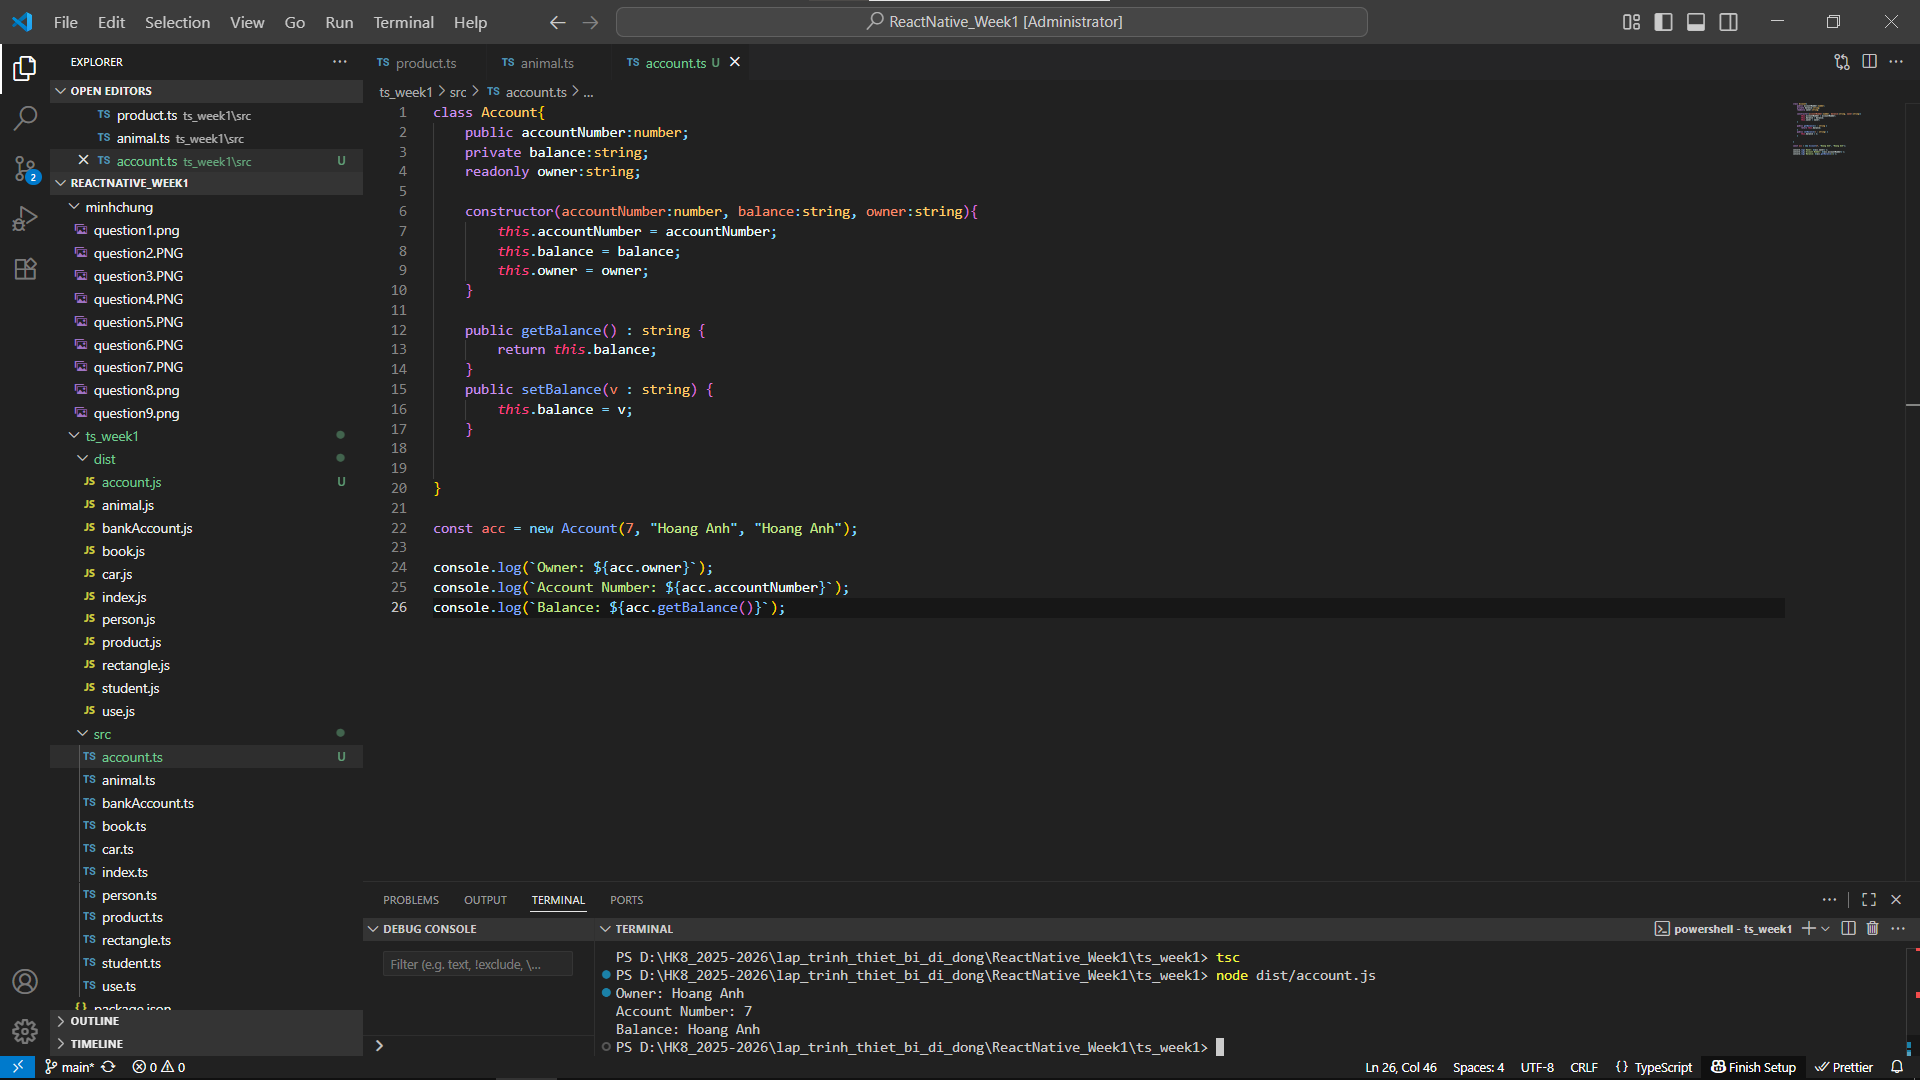 File Edit Selection View Go Run Terminal Help
ReactNative_Week1 [Administrator]
EXPLORER
OPEN EDITORS
TS product.ts ts_week1\src
TS animal.ts ts_week1\src
TS account.ts ts_week1\src U
REACTNATIVE_WEEK1
minhchung
question1.png
question2.PNG
question3.PNG
question4.PNG
question5.PNG
question6.PNG
question7.PNG
question8.png
question9.png
ts_week1
dist
JS account.js U
JS animal.js
JS bankAccount.js
JS book.js
JS car.js
JS index.js
JS person.js
JS product.js
JS rectangle.js
JS student.js
JS use.js
src
TS account.ts U
TS animal.ts
TS bankAccount.ts
TS book.ts
TS car.ts
TS index.ts
TS person.ts
TS product.ts
TS rectangle.ts
TS student.ts
TS use.ts
{} package.json
OUTLINE
TIMELINE
2
TS product.ts TS animal.ts TS account.ts U
ts_week1 > src > TS account.ts > ...
1 class Account{
2 public accountNumber:number;
3 private balance:string;
4 readonly owner:string;
5
6 constructor(accountNumber:number, balance:string, owner:string){
7 this.accountNumber = accountNumber;
8 this.balance = balance;
9 this.owner = owner;
10 }
11
12 public getBalance() : string {
13 return this.balance;
14 }
15 public setBalance(v : string) {
16 this.balance = v;
17 }
18
19
20 }
21
22 const acc = new Account(7, "Hoang Anh", "Hoang Anh");
23
24 console.log(`Owner: ${acc.owner}`);
25 console.log(`Account Number: ${acc.accountNumber}`);
26 console.log(`Balance: ${acc.getBalance()}`);
PROBLEMS OUTPUT TERMINAL PORTS
DEBUG CONSOLE
Filter (e.g. text, !exclude, \...
>
TERMINAL
powershell - ts_week1
PS D:\HK8_2025-2026\lap_trinh_thiet_bi_di_dong\ReactNative_Week1\ts_week1> tsc
PS D:\HK8_2025-2026\lap_trinh_thiet_bi_di_dong\ReactNative_Week1\ts_week1> node dist/account.js
Owner: Hoang Anh
Account Number: 7
Balance: Hoang Anh
PS D:\HK8_2025-2026\lap_trinh_thiet_bi_di_dong\ReactNative_Week1\ts_week1>
main* 0 0
Ln 26, Col 46 Spaces: 4 UTF-8 CRLF {} TypeScript Finish Setup Prettier